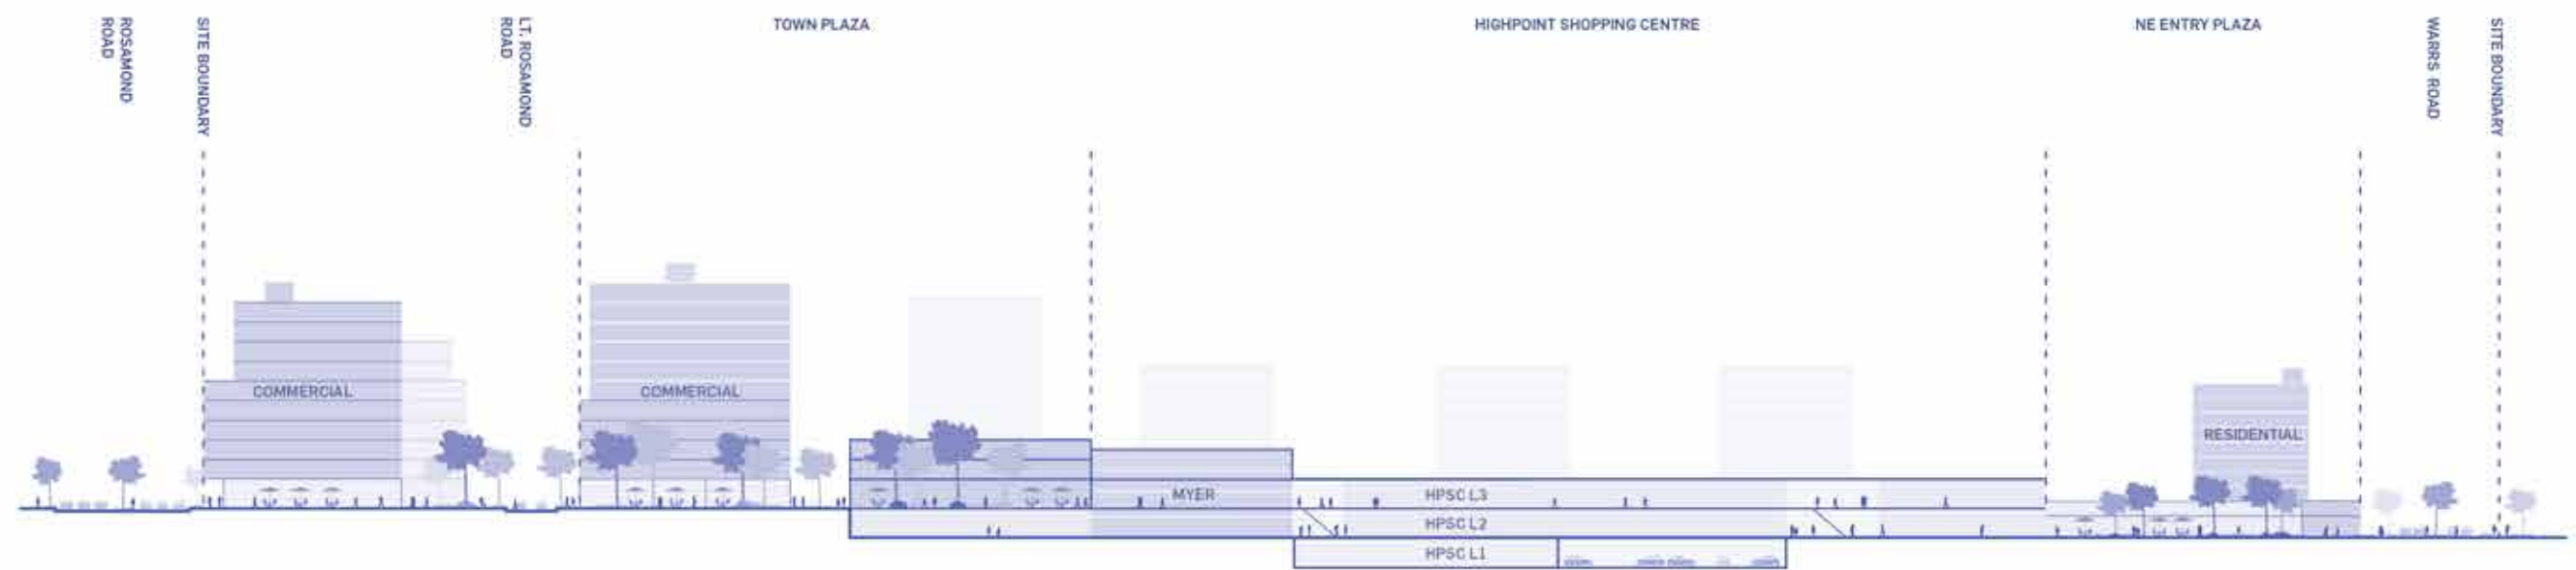 ROSAMOND
ROAD
SITE BOUNDARY
LT. ROSAMOND
ROAD
TOWN PLAZA
HIGHPOINT SHOPPING CENTRE
NE ENTRY PLAZA
WARRS ROAD
SITE BOUNDARY
COMMERCIAL
COMMERCIAL
RESIDENTIAL
MYER
HPSC L3
HPSC L2
HPSC L1